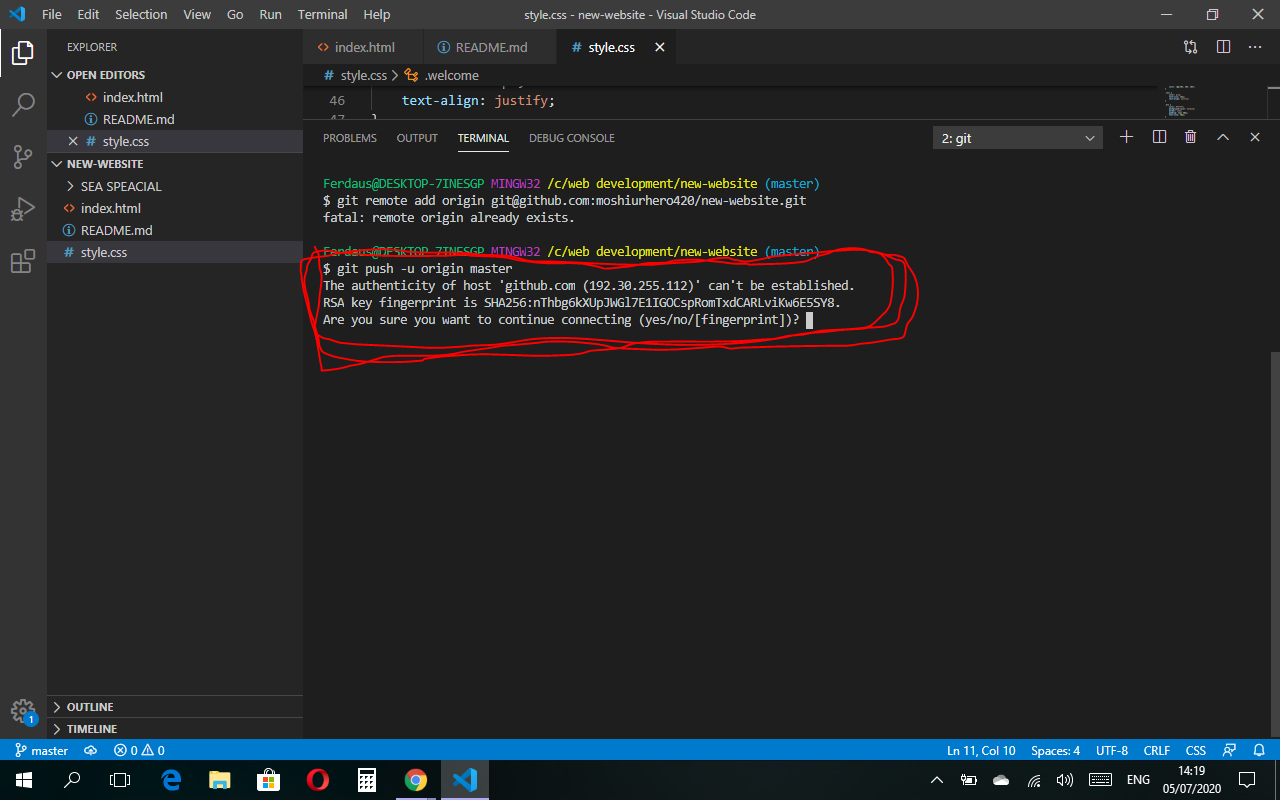 File Edit Selection View Go Run Terminal Help
style.css - new-website - Visual Studio Code
EXPLORER
OPEN EDITORS
index.html
README.md
style.css
NEW-WEBSITE
SEA SPEACIAL
index.html
README.md
style.css
OUTLINE
TIMELINE
index.html README.md # style.css
# style.css > .welcome
46 text-align: justify;
47 }
PROBLEMS OUTPUT TERMINAL DEBUG CONSOLE
2: git
Ferdaus@DESKTOP-7INESGP MINGW32 /c/web development/new-website (master)
$ git remote add origin git@github.com:moshiurhero420/new-website.git
fatal: remote origin already exists.
Ferdaus@DESKTOP-7INESGP MINGW32 /c/web development/new-website (master)
$ git push -u origin master
The authenticity of host 'github.com (192.30.255.112)' can't be established.
RSA key fingerprint is SHA256:nThbg6kXUpJWGl7E1IGOCspRomTxdCARLviKw6E5SY8.
Are you sure you want to continue connecting (yes/no/[fingerprint])?
1
master 0 0
Ln 11, Col 10 Spaces: 4 UTF-8 CRLF CSS
ENG
14:19
05/07/2020